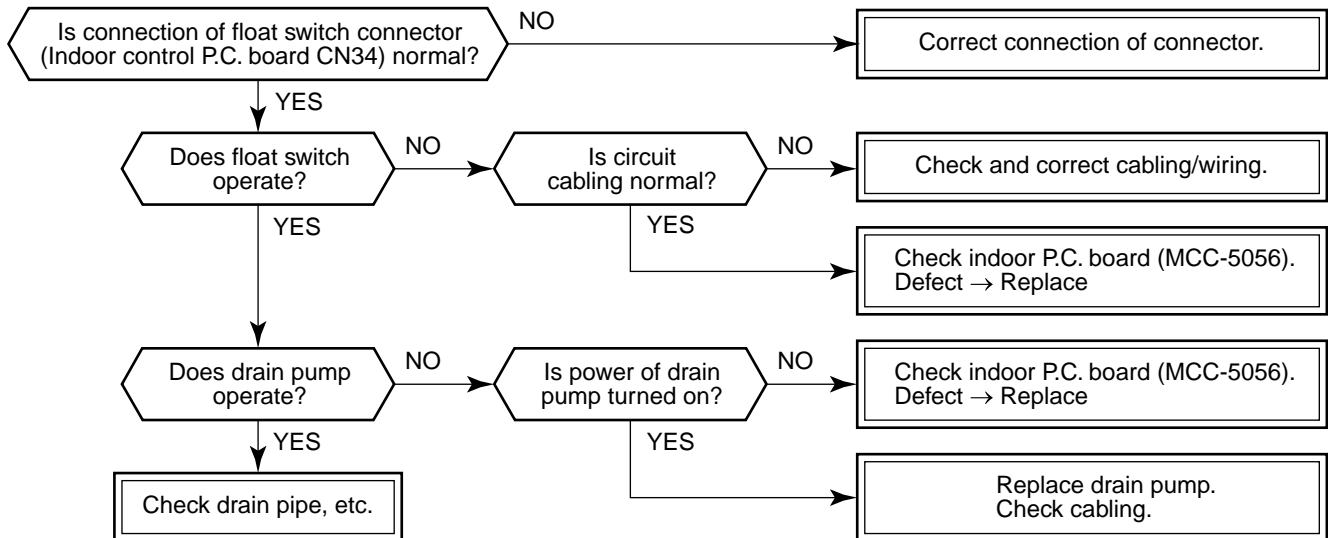 Is connection of float switch connector
(Indoor control P.C. board CN34) normal?
NO
Correct connection of connector.
YES
Does float switch
operate?
NO
Is circuit
cabling normal?
NO
Check and correct cabling/wiring.
YES
YES
Check indoor P.C. board (MCC-5056).
Defect → Replace
Does drain pump
operate?
NO
Is power of drain
pump turned on?
NO
Check indoor P.C. board (MCC-5056).
Defect → Replace
YES
YES
Check drain pipe, etc.
Replace drain pump.
Check cabling.